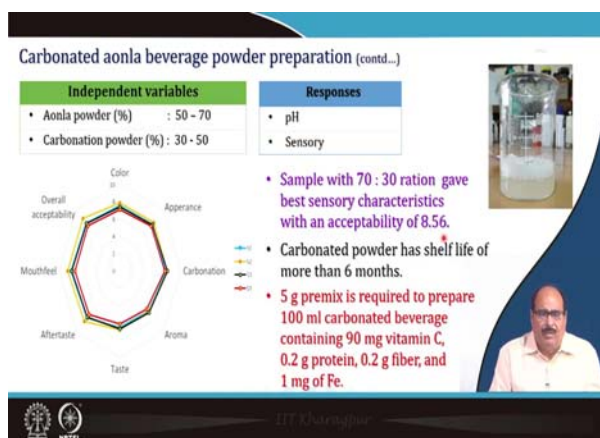 Carbonated aonla beverage powder preparation (contd...)
Independent variables
• Aonla powder (%) : 50 – 70
• Carbonation powder (%) : 30 - 50
Responses
• pH
• Sensory
Color
Apperance
Carbonation
Aroma
Taste
Aftertaste
Mouthfeel
Overall
acceptability
10
• Sample with 70 : 30 ration gave
best sensory characteristics
with an acceptability of 8.56.
• Carbonated powder has shelf life of
more than 6 months.
• 5 g premix is required to prepare
100 ml carbonated beverage
containing 90 mg vitamin C,
0.2 g protein, 0.2 g fiber, and
1 mg of Fe.
IIT Kharagpur